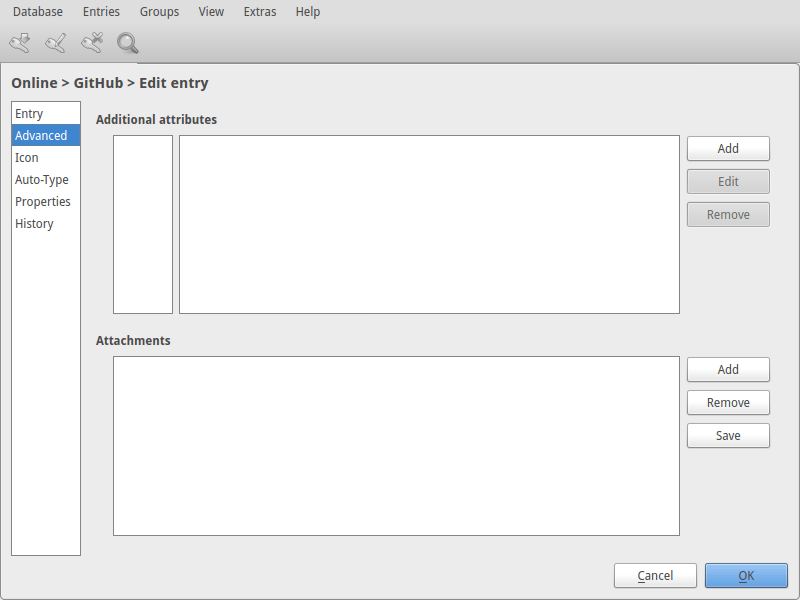 Database Entries Groups View Extras Help
Online > GitHub > Edit entry
Entry
Advanced
Icon
Auto-Type
Properties
History
Additional attributes
Add
Edit
Remove
Attachments
Add
Remove
Save
Cancel OK